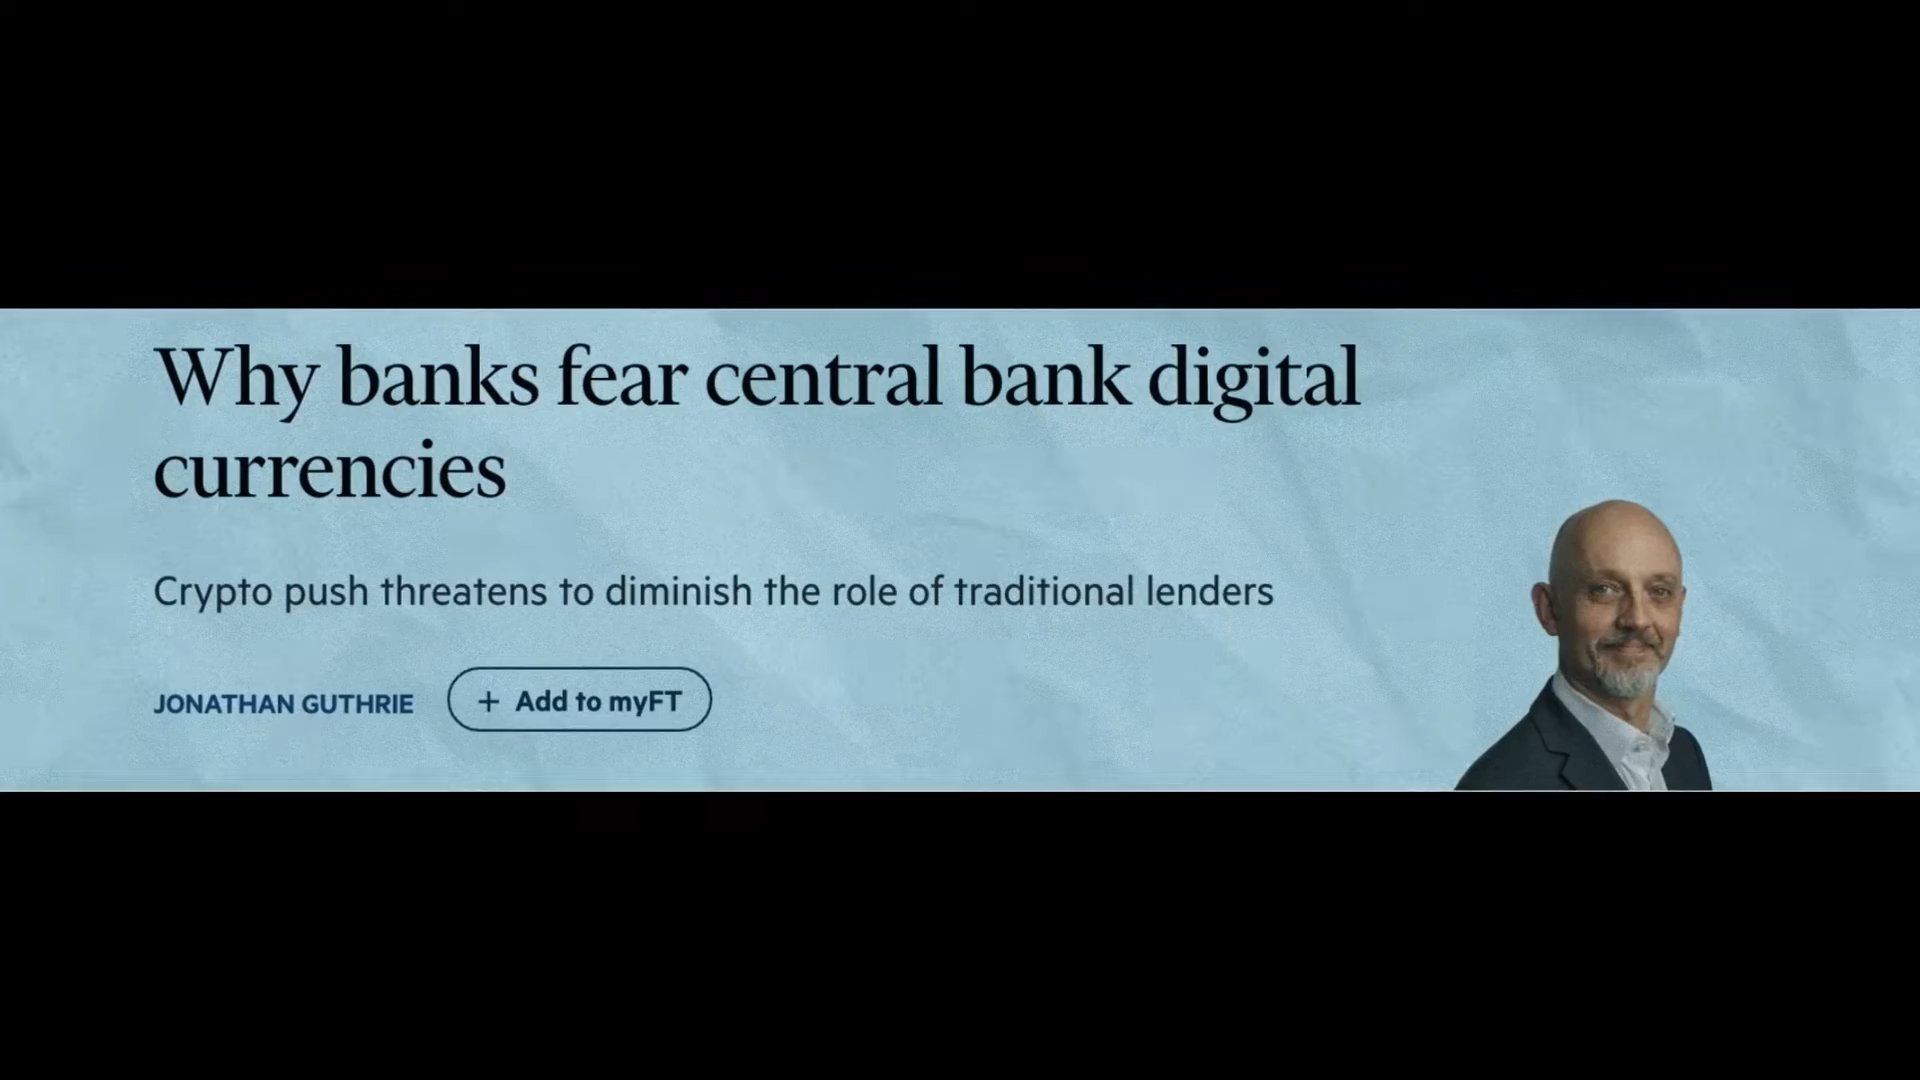 Why banks fear central bank digital
currencies
Crypto push threatens to diminish the role of traditional lenders
JONATHAN GUTHRIE
+ Add to myFT